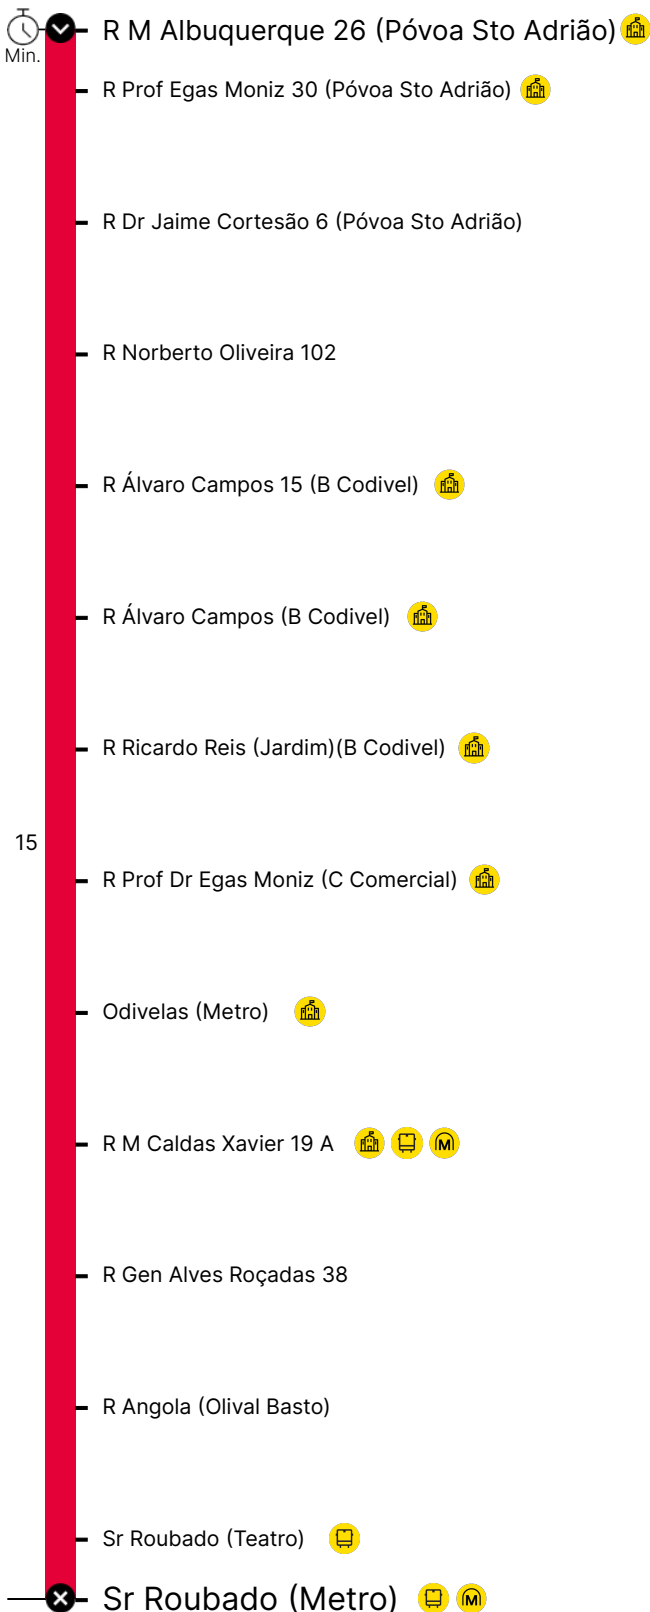 R M Albuquerque 26 (Póvoa Sto Adrião)
Min.
R Prof Egas Moniz 30 (Póvoa Sto Adrião)
R Dr Jaime Cortesão 6 (Póvoa Sto Adrião)
R Norberto Oliveira 102
R Álvaro Campos 15 (B Codivel)
R Álvaro Campos (B Codivel)
R Ricardo Reis (Jardim)(B Codivel)
15
R Prof Dr Egas Moniz (C Comercial)
Odivelas (Metro)
R M Caldas Xavier 19 A M
R Gen Alves Roçadas 38
R Angola (Olival Basto)
Sr Roubado (Teatro)
Sr Roubado (Metro) M